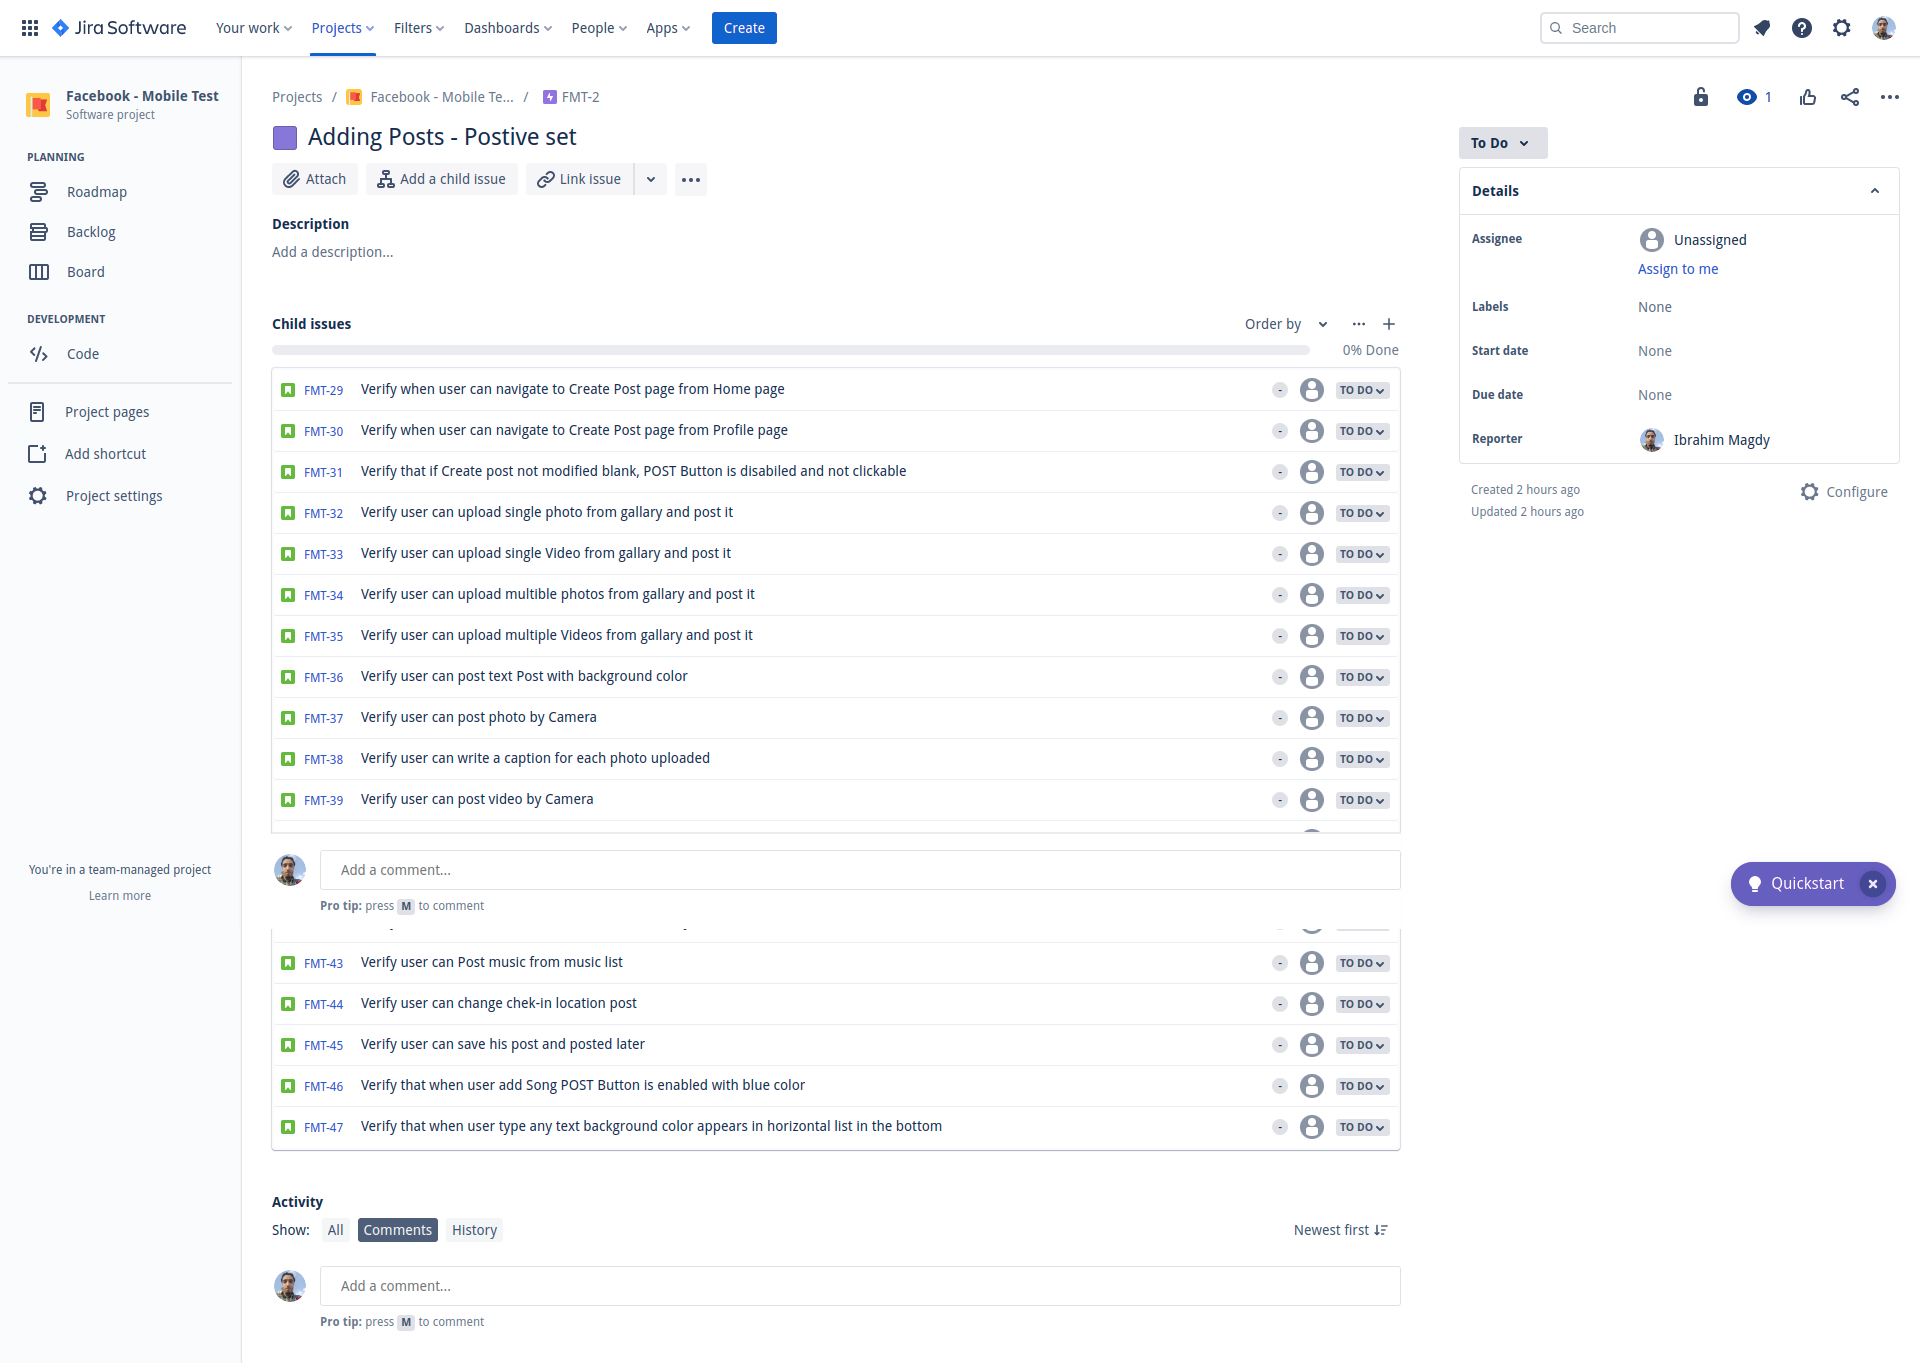 Jira Software
Your work
Projects
Filters
Dashboards
People
Apps
Create
Search
Facebook - Mobile Test
Software project
PLANNING
Roadmap
Backlog
Board
DEVELOPMENT
Code
Project pages
Add shortcut
Project settings
You're in a team-managed project
Learn more
Projects / Facebook - Mobile Te... / FMT-2
1
Adding Posts - Postive set
Attach
Add a child issue
Link issue
Description
Add a description...
Child issues
Order by
0% Done
FMT-29 Verify when user can navigate to Create Post page from Home page - TO DO
FMT-30 Verify when user can navigate to Create Post page from Profile page - TO DO
FMT-31 Verify that if Create post not modified blank, POST Button is disabiled and not clickable - TO DO
FMT-32 Verify user can upload single photo from gallary and post it - TO DO
FMT-33 Verify user can upload single Video from gallary and post it - TO DO
FMT-34 Verify user can upload multible photos from gallary and post it - TO DO
FMT-35 Verify user can upload multiple Videos from gallary and post it - TO DO
FMT-36 Verify user can post text Post with background color - TO DO
FMT-37 Verify user can post photo by Camera - TO DO
FMT-38 Verify user can write a caption for each photo uploaded - TO DO
FMT-39 Verify user can post video by Camera - TO DO
Add a comment...
Pro tip: press M to comment
FMT-43 Verify user can Post music from music list - TO DO
FMT-44 Verify user can change chek-in location post - TO DO
FMT-45 Verify user can save his post and posted later - TO DO
FMT-46 Verify that when user add Song POST Button is enabled with blue color - TO DO
FMT-47 Verify that when user type any text background color appears in horizontal list in the bottom - TO DO
Activity
Show: All Comments History
Newest first
Add a comment...
Pro tip: press M to comment
To Do
Details
Assignee Unassigned
Assign to me
Labels None
Start date None
Due date None
Reporter Ibrahim Magdy
Created 2 hours ago
Updated 2 hours ago
Configure
Quickstart